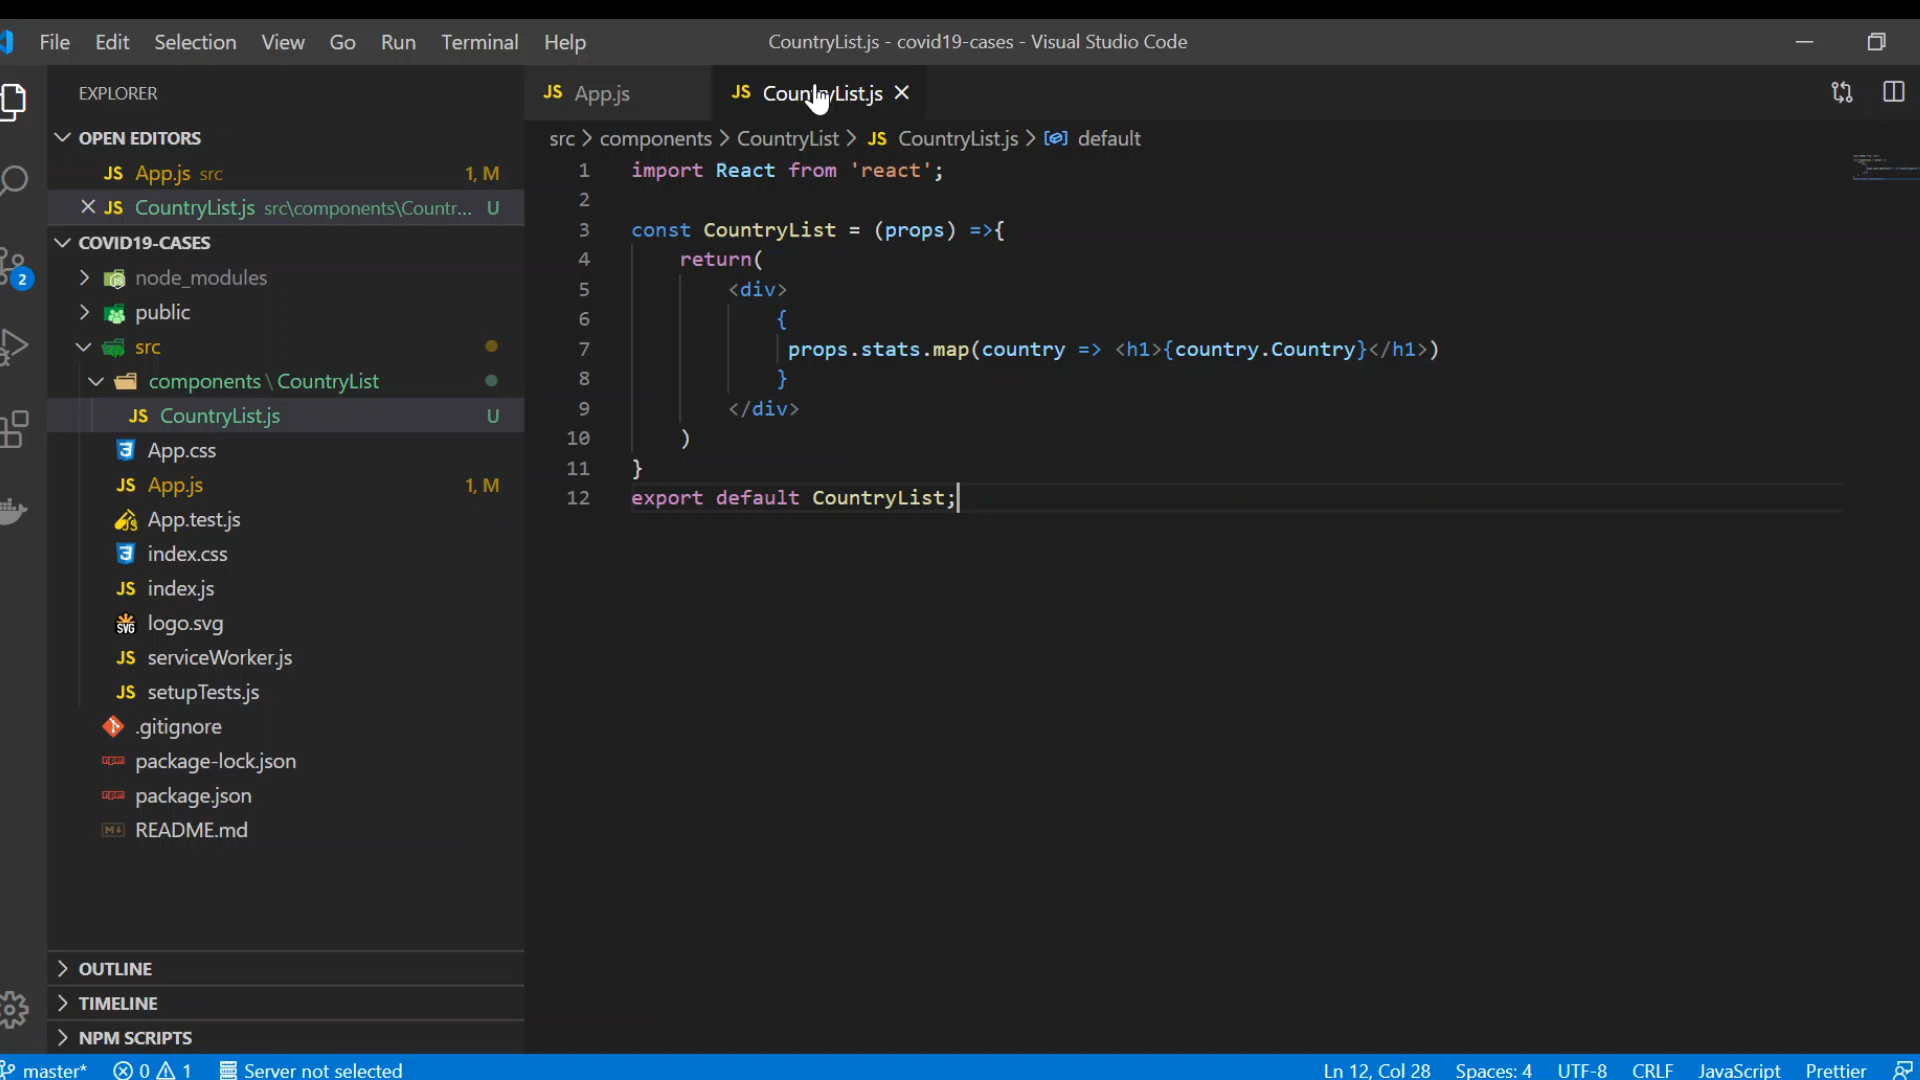 File Edit Selection View Go Run Terminal Help CountryList.js - covid19-cases - Visual Studio Code
EXPLORER
JS App.js
JS CountryList.js
OPEN EDITORS
src > components > CountryList > JS CountryList.js > default
JS App.js src 1, M
JS CountryList.js src\components\Countr... U
COVID19-CASES
node_modules
public
src
components \ CountryList
JS CountryList.js U
App.css
JS App.js 1, M
App.test.js
index.css
JS index.js
SVG logo.svg
JS serviceWorker.js
JS setupTests.js
.gitignore
package-lock.json
package.json
M↓ README.md
OUTLINE
TIMELINE
NPM SCRIPTS
2
1 import React from 'react';
2
3 const CountryList = (props) =>{
4 return(
5 <div>
6 {
7 props.stats.map(country => <h1>{country.Country}</h1>)
8 }
9 </div>
10 )
11 }
12 export default CountryList;
master* 0 1 Server not selected Ln 12, Col 28 Spaces: 4 UTF-8 CRLF JavaScript Prettier